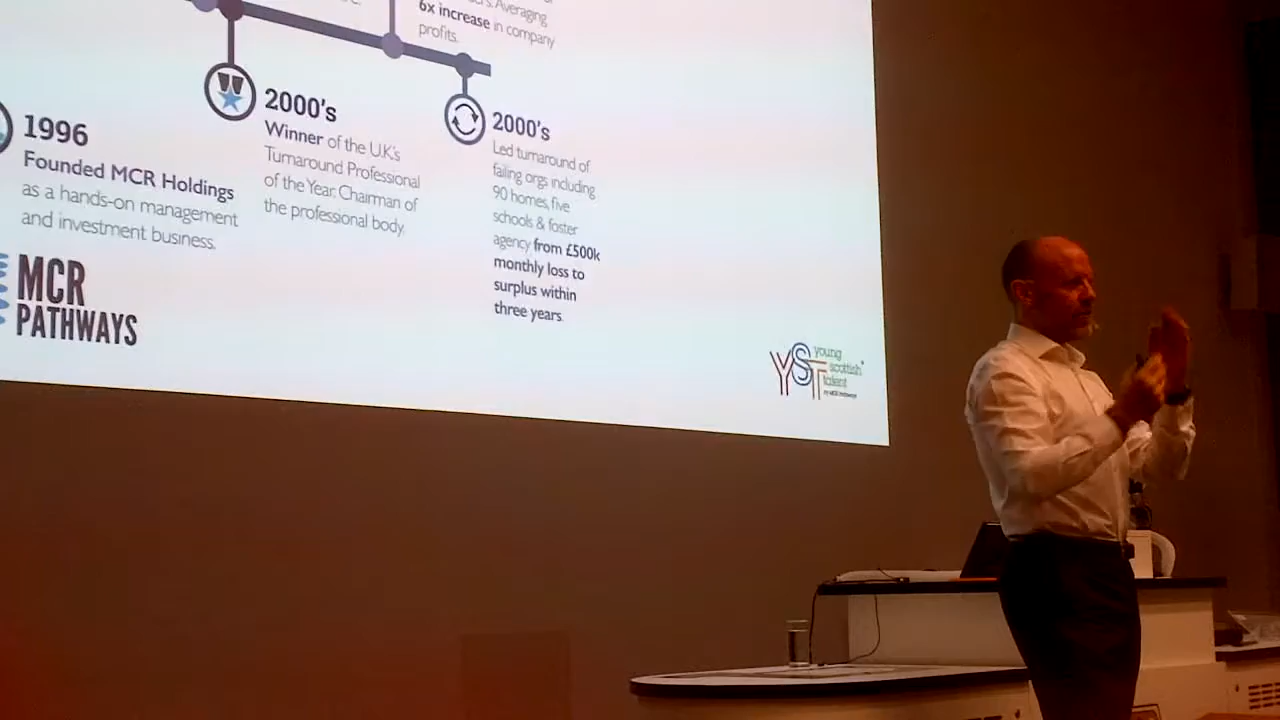 6x increase in company
profits.
1996
Founded MCR Holdings
as a hands-on management
and investment business.
2000's
Winner of the U.K's
Turnaround Professional
of the Year. Chairman of
the professional body.
2000's
Led turnaround of
failing orgs including
90 homes, five
schools & foster
agency from £500k
monthly loss to
surplus within
three years.
MCR
PATHWAYS
YST
young
scottish
talent
by MCR Pathways